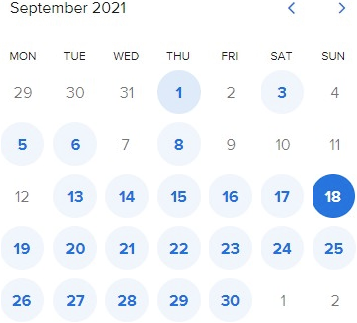 September 2021
MON TUE WED THU FRI SAT SUN
29 30 31 1 2 3 4
5 6 7 8 9 10 11
12 13 14 15 16 17 18
19 20 21 22 23 24 25
26 27 28 29 30 1 2